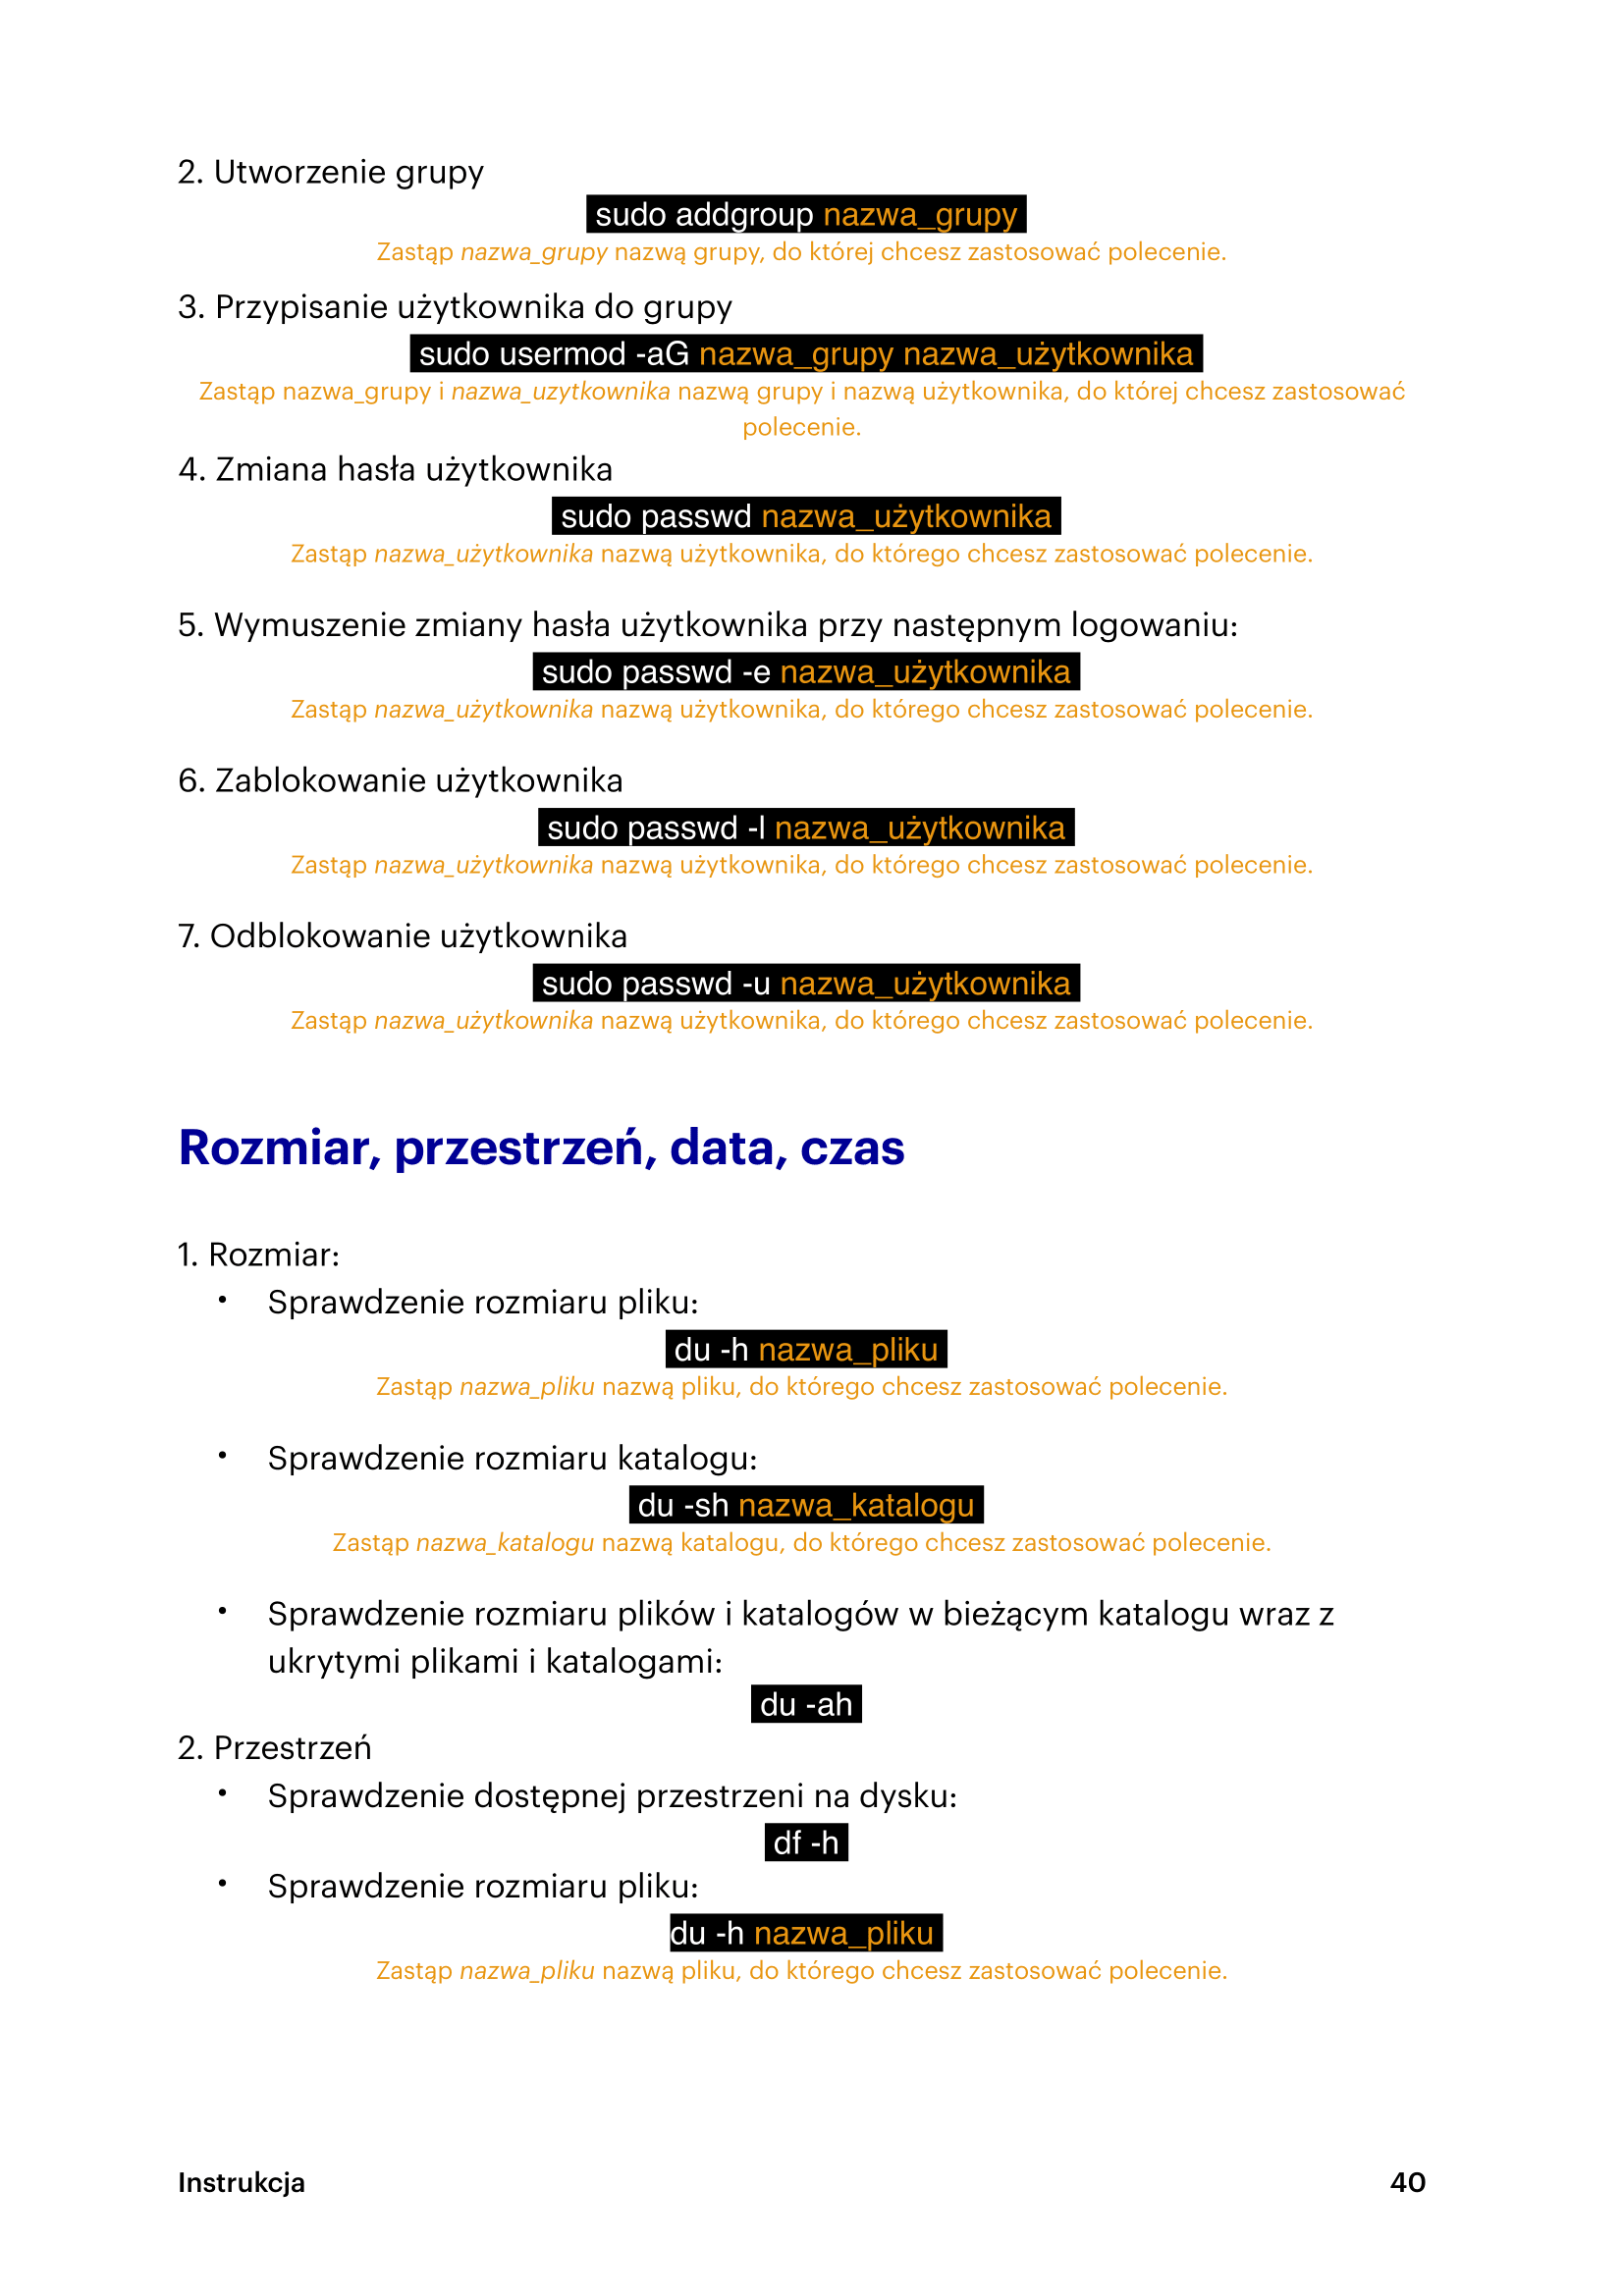 2. Utworzenie grupy
sudo addgroup nazwa_grupy
Zastąp nazwa_grupy nazwą grupy, do której chcesz zastosować polecenie.
3. Przypisanie użytkownika do grupy
sudo usermod -aG nazwa_grupy nazwa_użytkownika
Zastąp nazwa_grupy i nazwa_uzytkownika nazwą grupy i nazwą użytkownika, do której chcesz zastosować
polecenie.
4. Zmiana hasła użytkownika
sudo passwd nazwa_użytkownika
Zastąp nazwa_użytkownika nazwą użytkownika, do którego chcesz zastosować polecenie.
5. Wymuszenie zmiany hasła użytkownika przy następnym logowaniu:
sudo passwd -e nazwa_użytkownika
Zastąp nazwa_użytkownika nazwą użytkownika, do którego chcesz zastosować polecenie.
6. Zablokowanie użytkownika
sudo passwd -l nazwa_użytkownika
Zastąp nazwa_użytkownika nazwą użytkownika, do którego chcesz zastosować polecenie.
7. Odblokowanie użytkownika
sudo passwd -u nazwa_użytkownika
Zastąp nazwa_użytkownika nazwą użytkownika, do którego chcesz zastosować polecenie.
Rozmiar, przestrzeń, data, czas
1. Rozmiar:
• Sprawdzenie rozmiaru pliku:
du -h nazwa_pliku
Zastąp nazwa_pliku nazwą pliku, do którego chcesz zastosować polecenie.
• Sprawdzenie rozmiaru katalogu:
du -sh nazwa_katalogu
Zastąp nazwa_katalogu nazwą katalogu, do którego chcesz zastosować polecenie.
• Sprawdzenie rozmiaru plików i katalogów w bieżącym katalogu wraz z
ukrytymi plikami i katalogami:
du -ah
2. Przestrzeń
• Sprawdzenie dostępnej przestrzeni na dysku:
df -h
• Sprawdzenie rozmiaru pliku:
du -h nazwa_pliku
Zastąp nazwa_pliku nazwą pliku, do którego chcesz zastosować polecenie.
Instrukcja 40